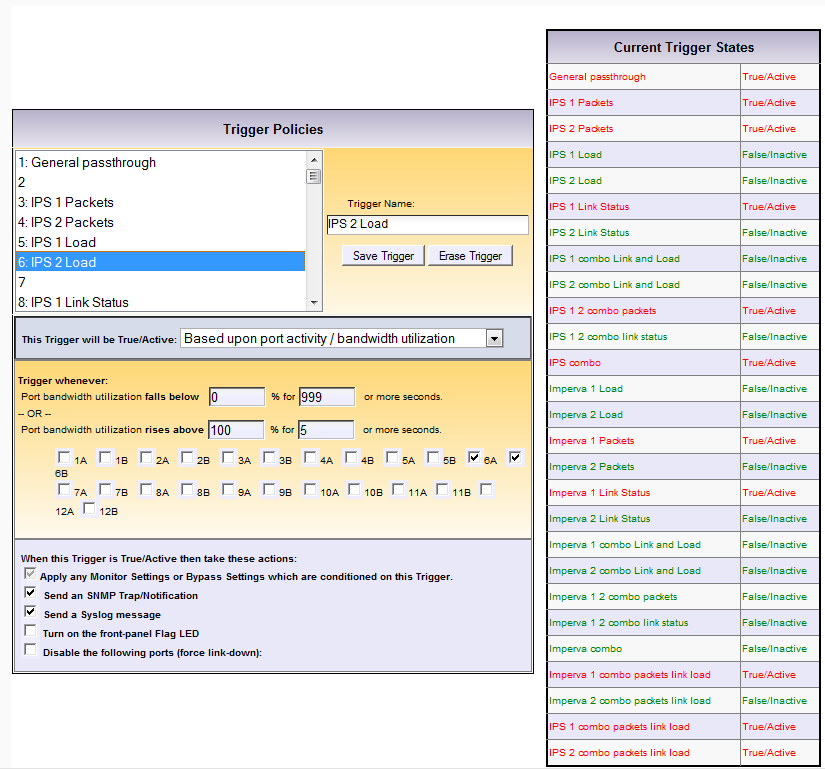 Trigger Policies
1: General passthrough
2
3: IPS 1 Packets
4: IPS 2 Packets
5: IPS 1 Load
6: IPS 2 Load
7
8: IPS 1 Link Status
Trigger Name:
IPS 2 Load
Save Trigger Erase Trigger
This Trigger will be True/Active: Based upon port activity / bandwidth utilization
Trigger whenever:
Port bandwidth utilization falls below 0 % for 999 or more seconds.
-- OR --
Port bandwidth utilization rises above 100 % for 5 or more seconds.
1A 1B 2A 2B 3A 3B 4A 4B 5A 5B 6A
6B
7A 7B 8A 8B 9A 9B 10A 10B 11A 11B
12A 12B
When this Trigger is True/Active then take these actions:
Apply any Monitor Settings or Bypass Settings which are conditioned on this Trigger.
Send an SNMP Trap/Notification
Send a Syslog message
Turn on the front-panel Flag LED
Disable the following ports (force link-down):
Current Trigger States
General passthrough True/Active
IPS 1 Packets True/Active
IPS 2 Packets True/Active
IPS 1 Load False/Inactive
IPS 2 Load False/Inactive
IPS 1 Link Status True/Active
IPS 2 Link Status False/Inactive
IPS 1 combo Link and Load False/Inactive
IPS 2 combo Link and Load False/Inactive
IPS 1 2 combo packets True/Active
IPS 1 2 combo link status False/Inactive
IPS combo True/Active
Imperva 1 Load False/Inactive
Imperva 2 Load False/Inactive
Imperva 1 Packets True/Active
Imperva 2 Packets False/Inactive
Imperva 1 Link Status True/Active
Imperva 2 Link Status False/Inactive
Imperva 1 combo Link and Load False/Inactive
Imperva 2 combo Link and Load False/Inactive
Imperva 1 2 combo packets False/Inactive
Imperva 1 2 combo link status False/Inactive
Imperva combo False/Inactive
Imperva 1 combo packets link load True/Active
Imperva 2 combo packets link load False/Inactive
IPS 1 combo packets link load True/Active
IPS 2 combo packets link load True/Active